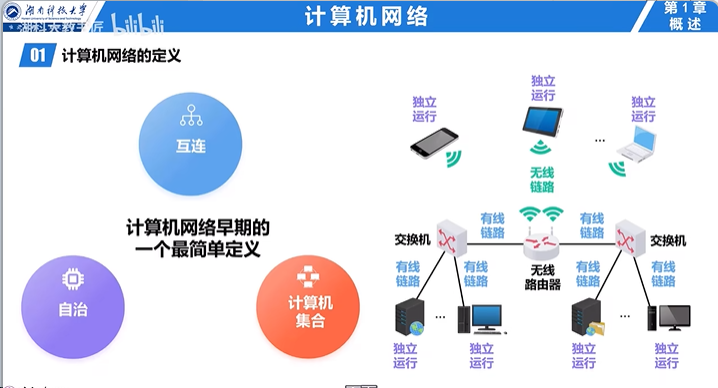 湖南科技大学
计算机网络
第1章
概述
湖科大教书匠 bilibili
01 计算机网络的定义
互连
计算机网络早期的
一个最简单定义
自治
计算机
集合
独立
运行
独立
运行
独立
运行
...
无线
链路
交换机
有线
链路
有线
链路
交换机
有线
链路
无线
路由器
有线
链路
有线
链路
...
...
独立
运行
独立
运行
独立
运行
独立
运行